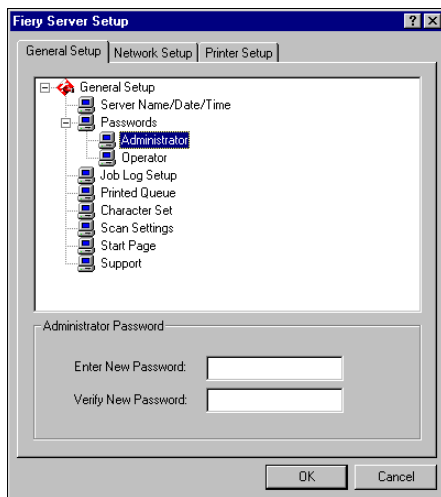 Fiery Server Setup
General Setup Network Setup Printer Setup
General Setup
Server Name/Date/Time
Passwords
Administrator
Operator
Job Log Setup
Printed Queue
Character Set
Scan Settings
Start Page
Support
Administrator Password
Enter New Password:
Verify New Password:
OK Cancel